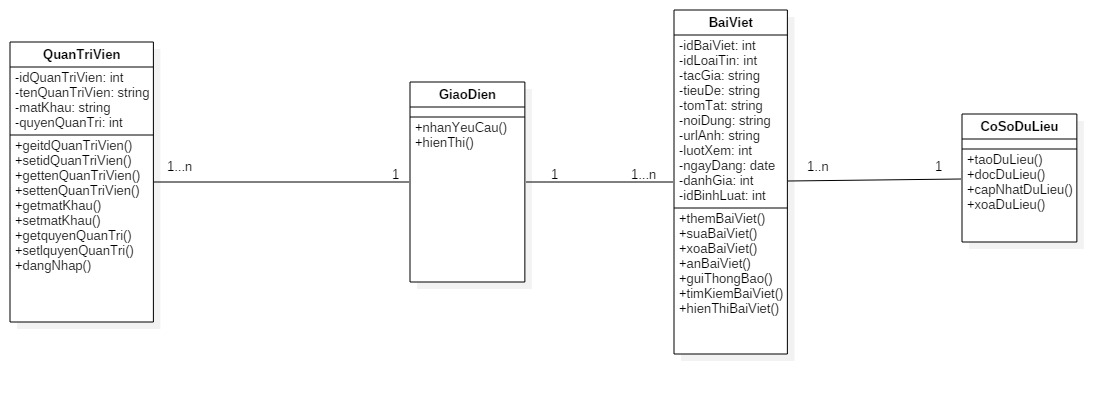 QuanTriVien
-idQuanTriVien: int
-tenQuanTriVien: string
-matKhau: string
-quyenQuanTri: int
+geitdQuanTriVien()
+setidQuanTriVien()
+gettenQuanTriVien()
+settenQuanTriVien()
+getmatKhau()
+setmatKhau()
+getquyenQuanTri()
+setlquyenQuanTri()
+dangNhap()
1...n
1
GiaoDien
+nhanYeuCau()
+hienThi()
1
1...n
BaiViet
-idBaiViet: int
-idLoaiTin: int
-tacGia: string
-tieuDe: string
-tomTat: string
-noiDung: string
-urlAnh: string
-luotXem: int
-ngayDang: date
-danhGia: int
-idBinhLuat: int
+themBaiViet()
+suaBaiViet()
+xoaBaiViet()
+anBaiViet()
+guiThongBao()
+timKiemBaiViet()
+hienThiBaiViet()
1..n
1
CoSoDuLieu
+taoDuLieu()
+docDuLieu()
+capNhatDuLieu()
+xoaDuLieu()